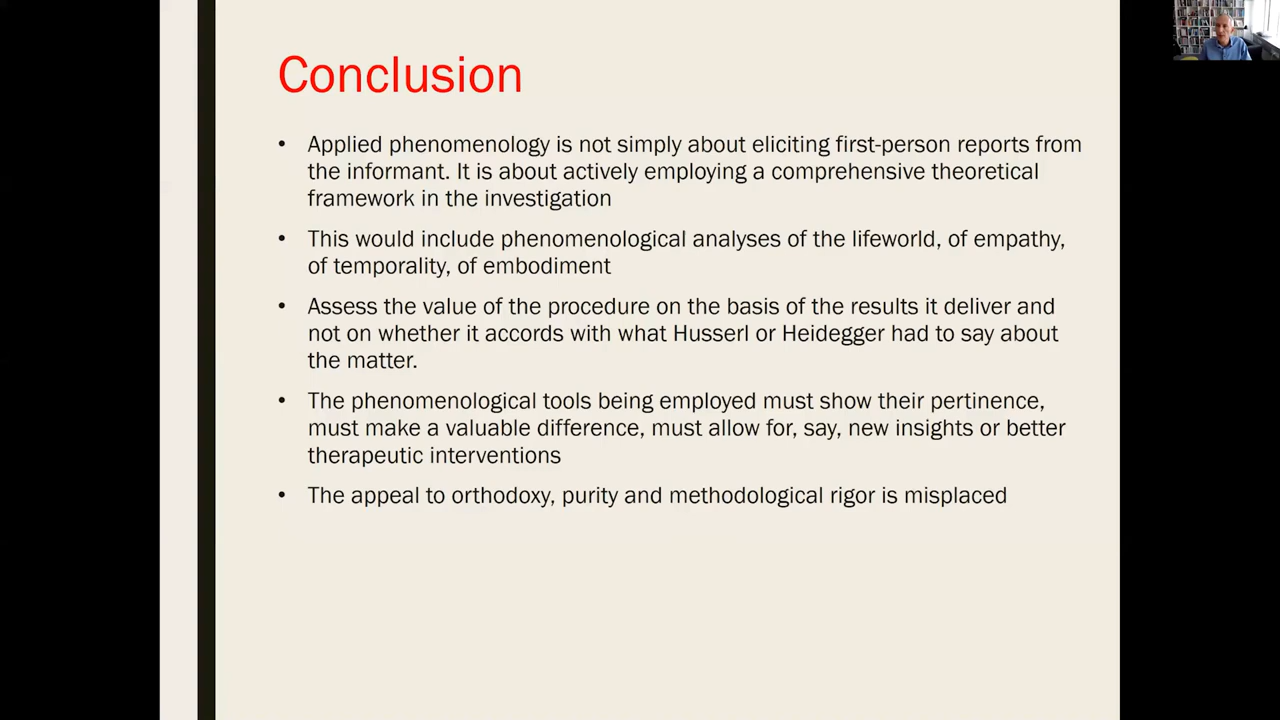 Conclusion
• Applied phenomenology is not simply about eliciting first-person reports from
the informant. It is about actively employing a comprehensive theoretical
framework in the investigation
• This would include phenomenological analyses of the lifeworld, of empathy,
of temporality, of embodiment
• Assess the value of the procedure on the basis of the results it deliver and
not on whether it accords with what Husserl or Heidegger had to say about
the matter.
• The phenomenological tools being employed must show their pertinence,
must make a valuable difference, must allow for, say, new insights or better
therapeutic interventions
• The appeal to orthodoxy, purity and methodological rigor is misplaced